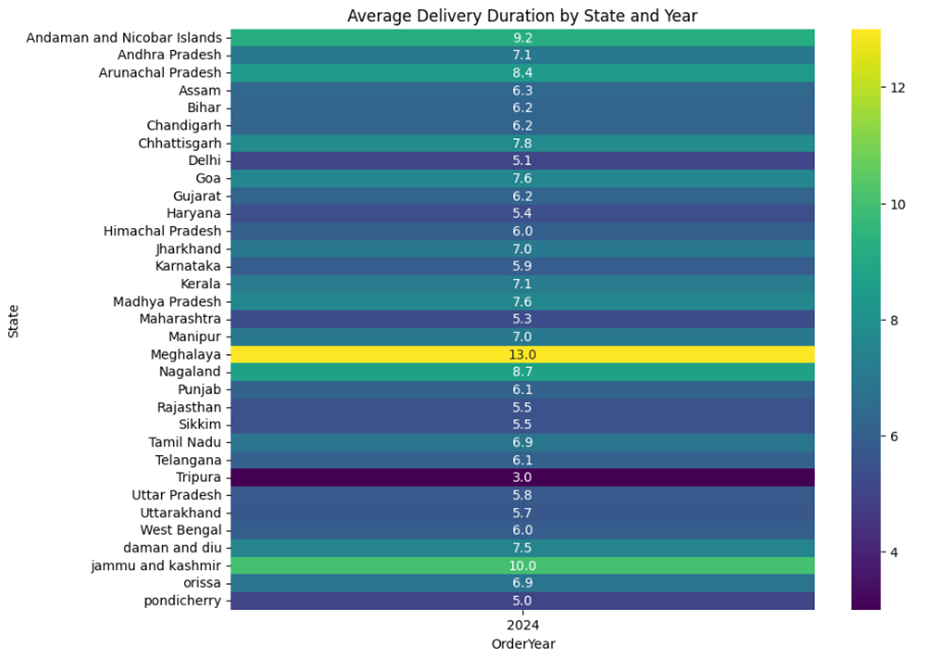 Average Delivery Duration by State and Year
State
Andaman and Nicobar Islands 9.2
Andhra Pradesh 7.1
Arunachal Pradesh 8.4
Assam 6.3
Bihar 6.2
Chandigarh 6.2
Chhattisgarh 7.8
Delhi 5.1
Goa 7.6
Gujarat 6.2
Haryana 5.4
Himachal Pradesh 6.0
Jharkhand 7.0
Karnataka 5.9
Kerala 7.1
Madhya Pradesh 7.6
Maharashtra 5.3
Manipur 7.0
Meghalaya 13.0
Nagaland 8.7
Punjab 6.1
Rajasthan 5.5
Sikkim 5.5
Tamil Nadu 6.9
Telangana 6.1
Tripura 3.0
Uttar Pradesh 5.8
Uttarakhand 5.7
West Bengal 6.0
daman and diu 7.5
jammu and kashmir 10.0
orissa 6.9
pondicherry 5.0
2024
OrderYear
12
10
8
6
4